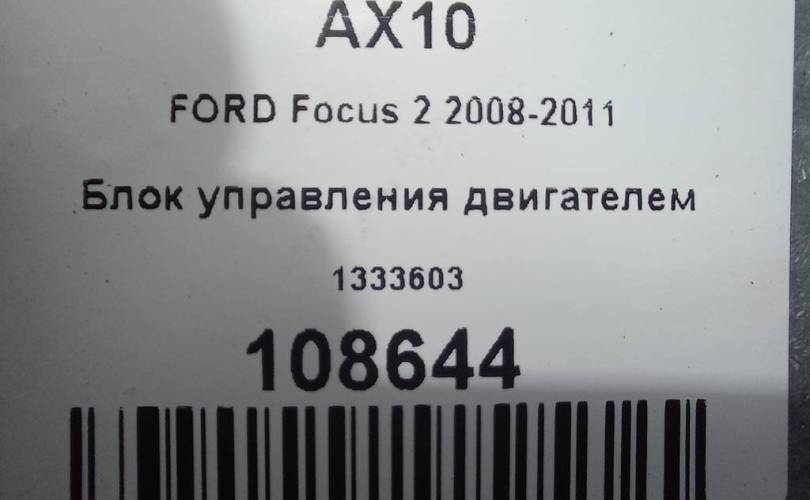 AX10
FORD Focus 2 2008-2011
Блок управления двигателем
1333603
108644